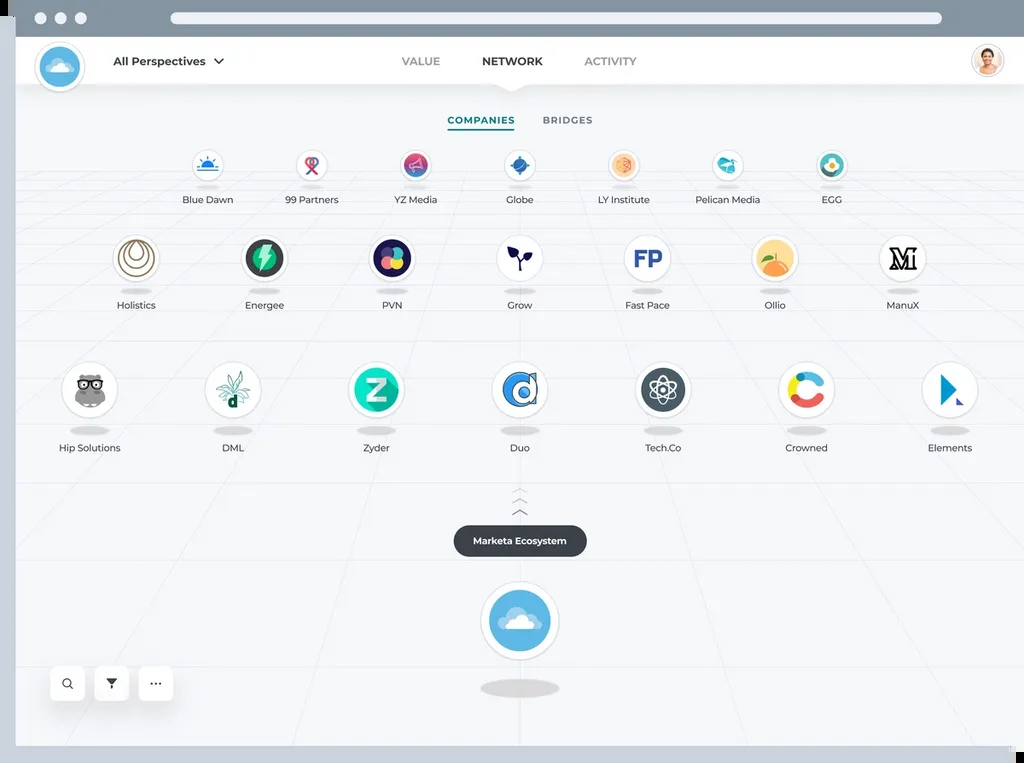 All Perspectives
VALUE NETWORK ACTIVITY
COMPANIES BRIDGES
Blue Dawn 99 Partners YZ Media Globe LY Institute Pelican Media EGG
FP
Holistics Energee PVN Grow Fast Pace Ollio ManuX
d Z d
Hip Solutions DML Zyder Duo Tech.Co Crowned Elements
Marketa Ecosystem